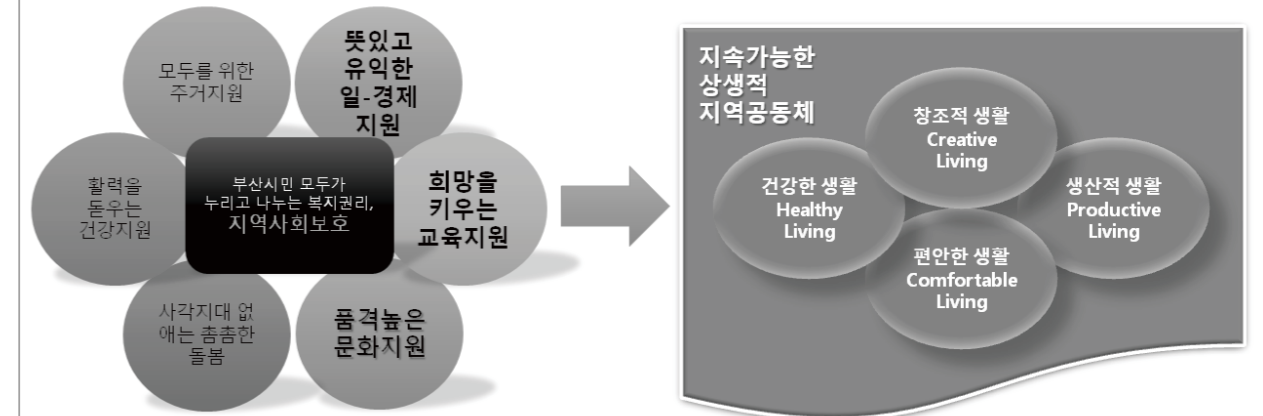 모두를 위한
주거지원
뜻있고
유익한
일-경제
지원
활력을
돋우는
건강지원
부산시민 모두가
누리고 나누는 복지권리,
지역사회보호
희망을
키우는
교육지원
사각지대 없
애는 촘촘한
돌봄
품격높은
문화지원
지속가능한
상생적
지역공동체
창조적 생활
Creative
Living
건강한 생활
Healthy
Living
생산적 생활
Productive
Living
편안한 생활
Comfortable
Living